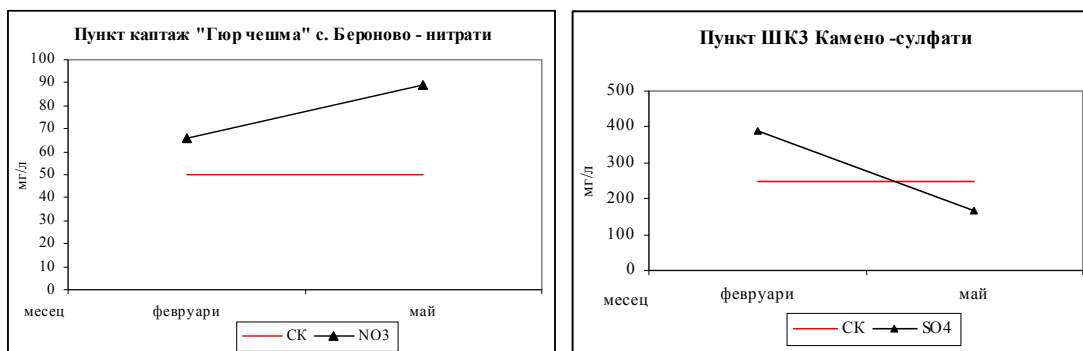 Пункт каптаж "Гюр чешма" с. Бероново - нитрати
100
90
80
70
60
50
40
30
20
10
0
мг/л
месец
февруари
май
СК
NO3
Пункт ШК3 Камено -сулфати
500
400
300
200
100
0
мг/л
месец
февруари
май
СК
SO4